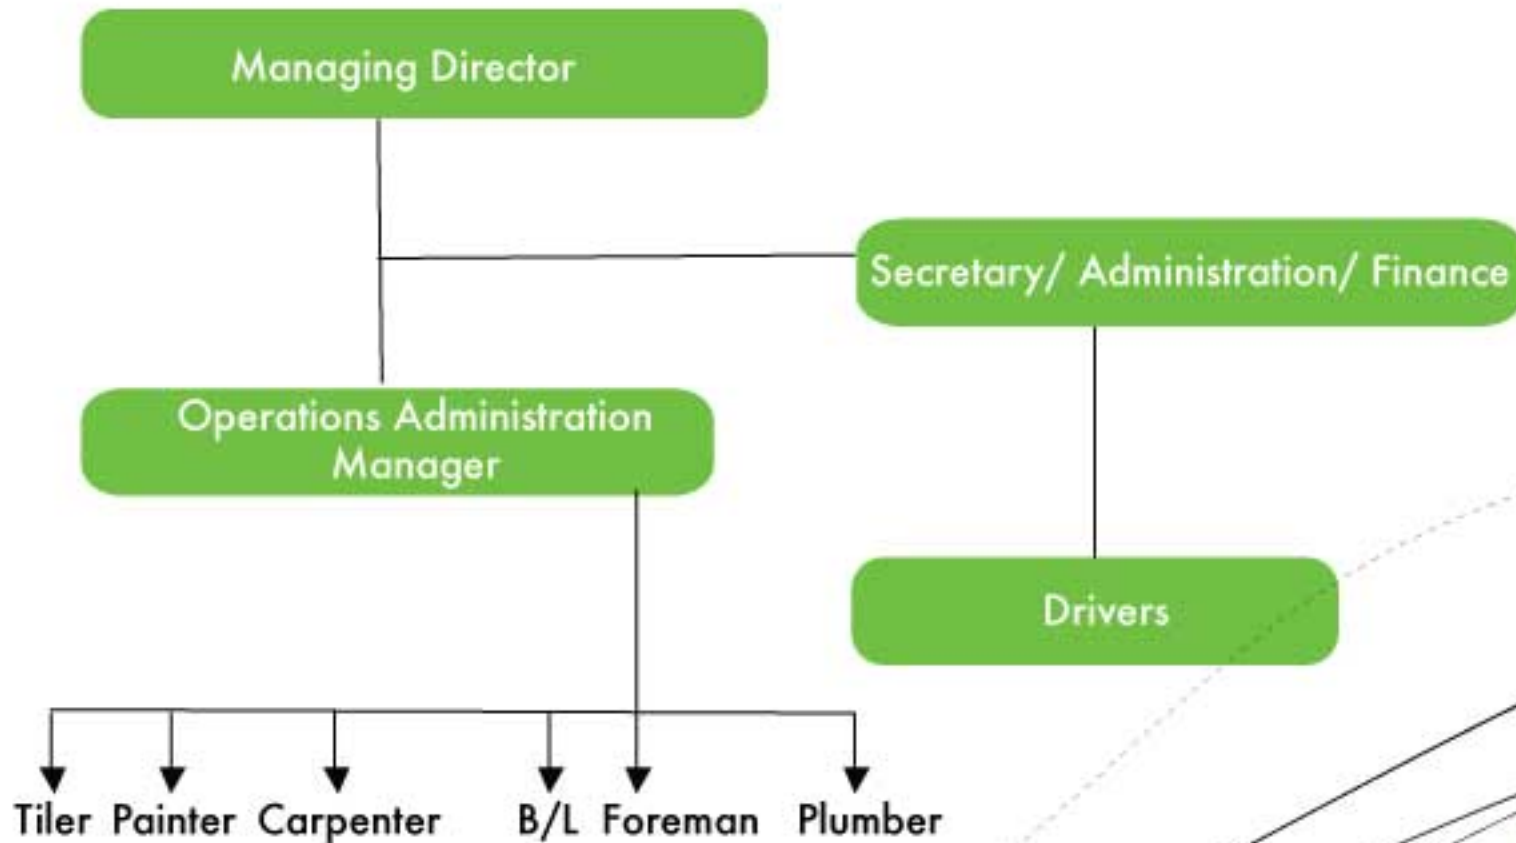 Managing Director
Secretary/ Administration/ Finance
Operations Administration
Manager
Drivers
Tiler Painter Carpenter B/L Foreman Plumber